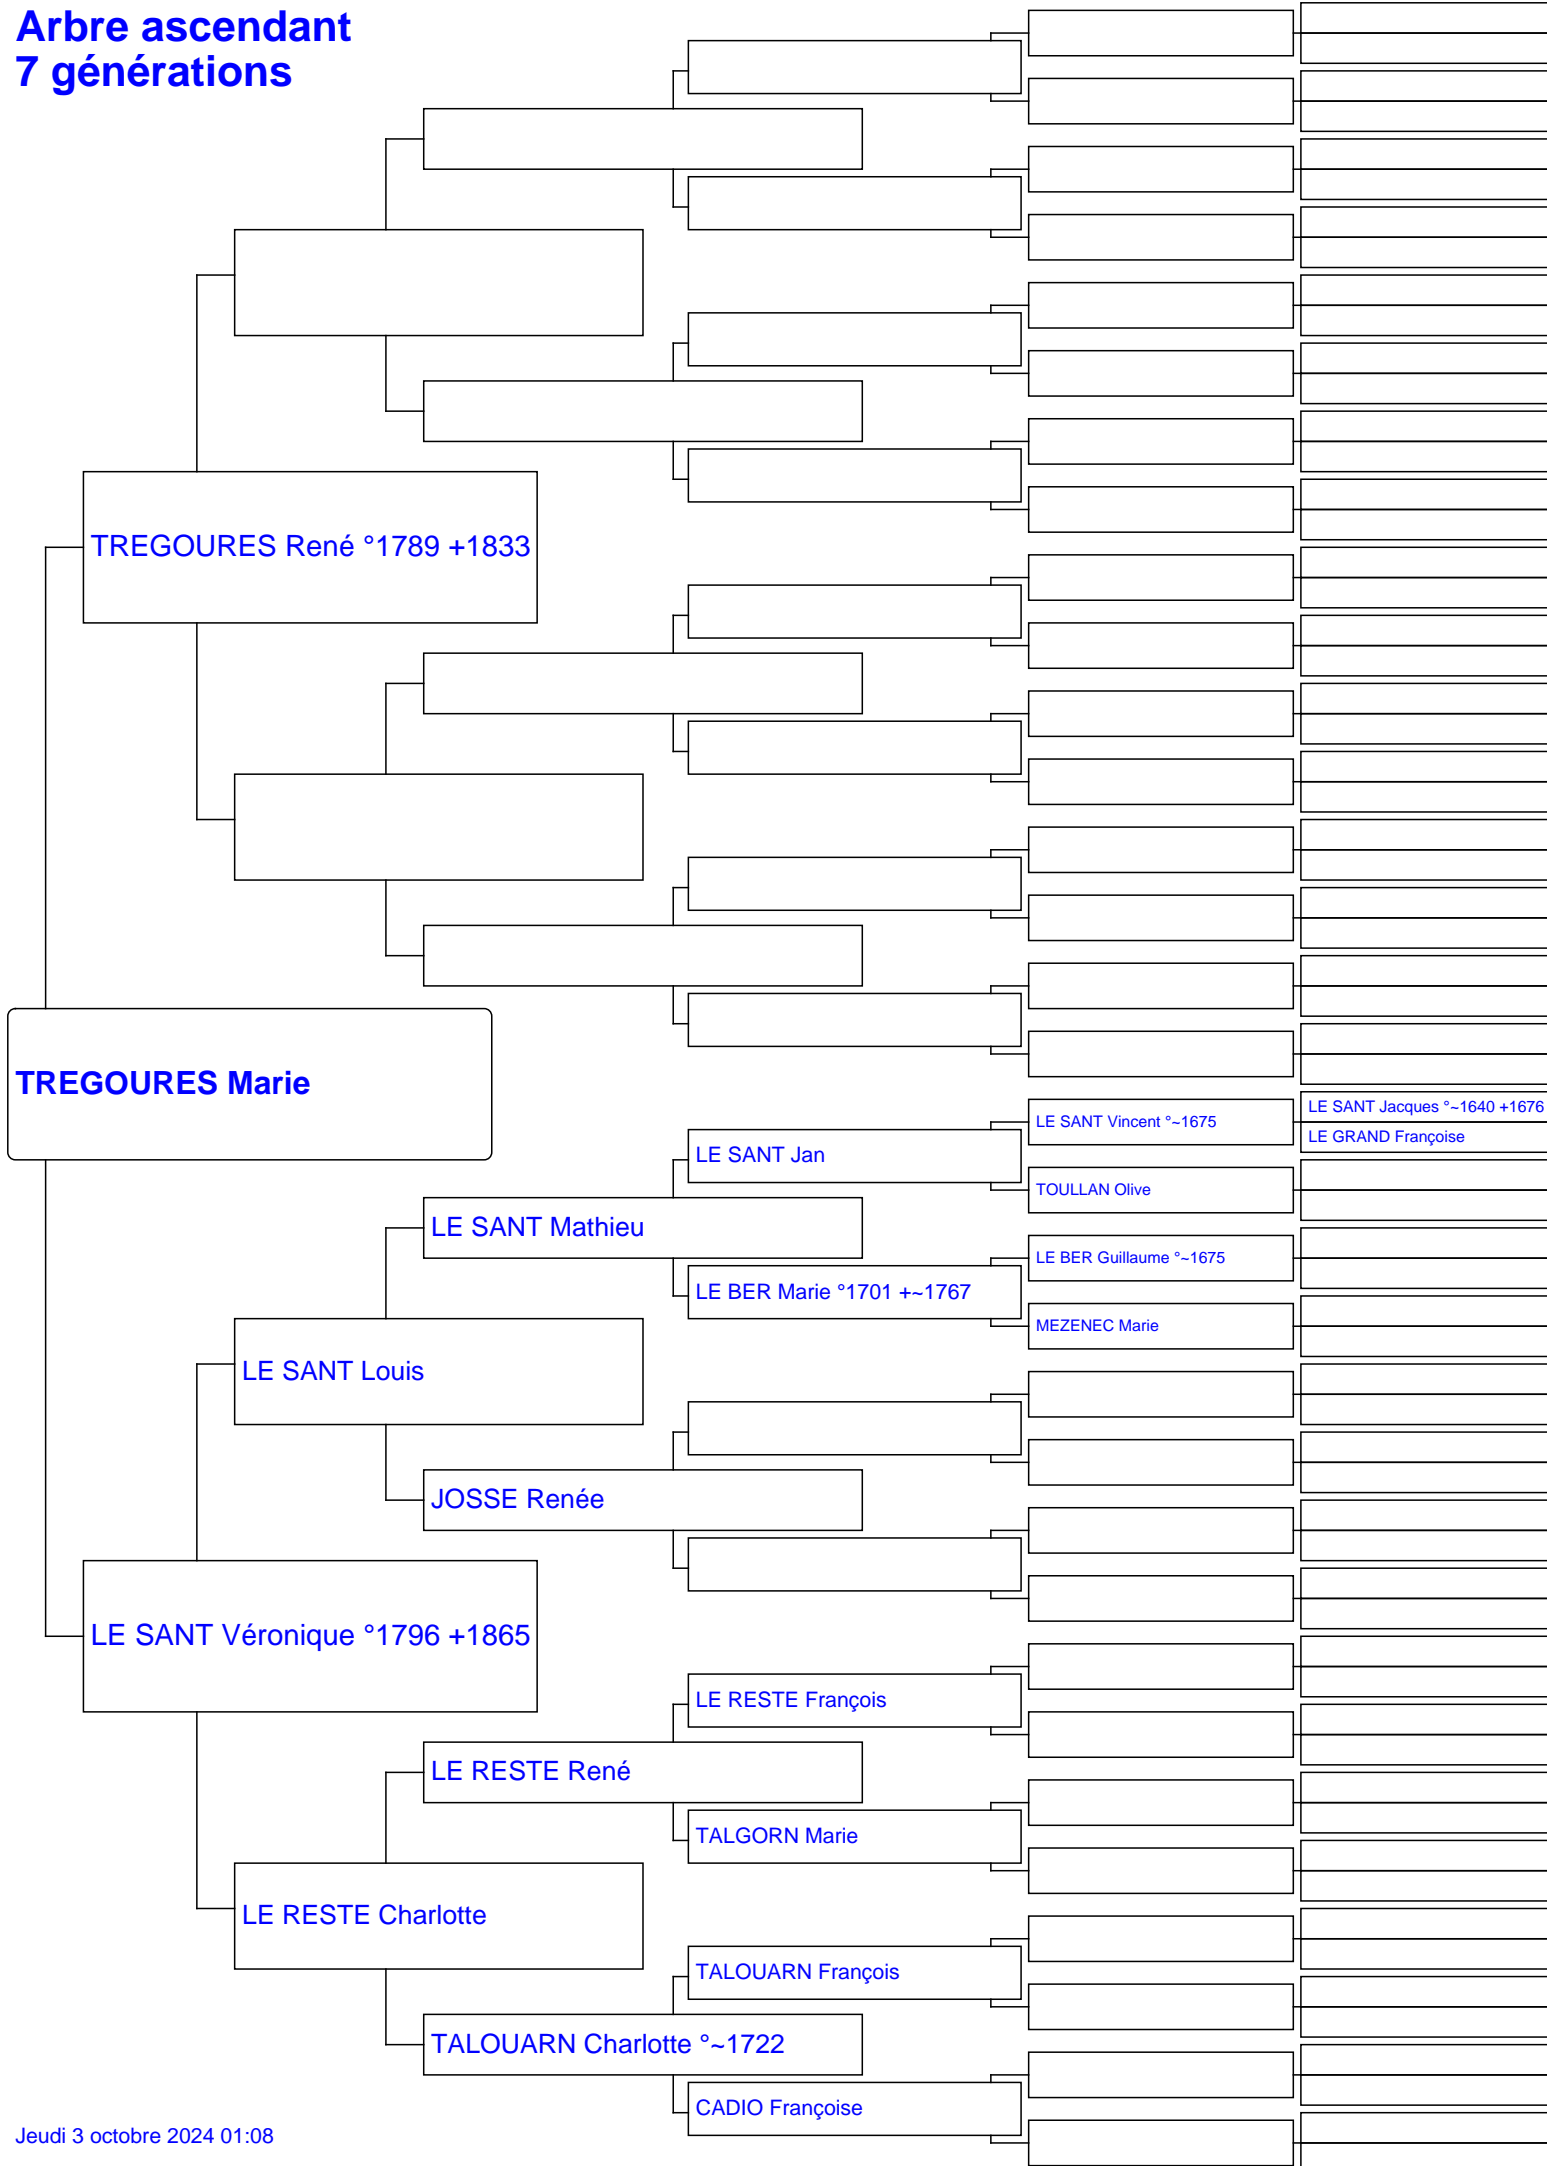 Arbre ascendant
7 générations
TREGOURES René °1789 +1833
TREGOURES Marie
LE SANT Jacques °~1640 +1676
LE SANT Vincent °~1675
LE GRAND Françoise
LE SANT Jan
TOULLAN Olive
LE SANT Mathieu
LE BER Guillaume °~1675
LE BER Marie °1701 +~1767
MEZENEC Marie
LE SANT Louis
JOSSE Renée
LE SANT Véronique °1796 +1865
LE RESTE François
LE RESTE René
TALGORN Marie
LE RESTE Charlotte
TALOUARN François
TALOUARN Charlotte °~1722
CADIO Françoise
Jeudi 3 octobre 2024 01:08